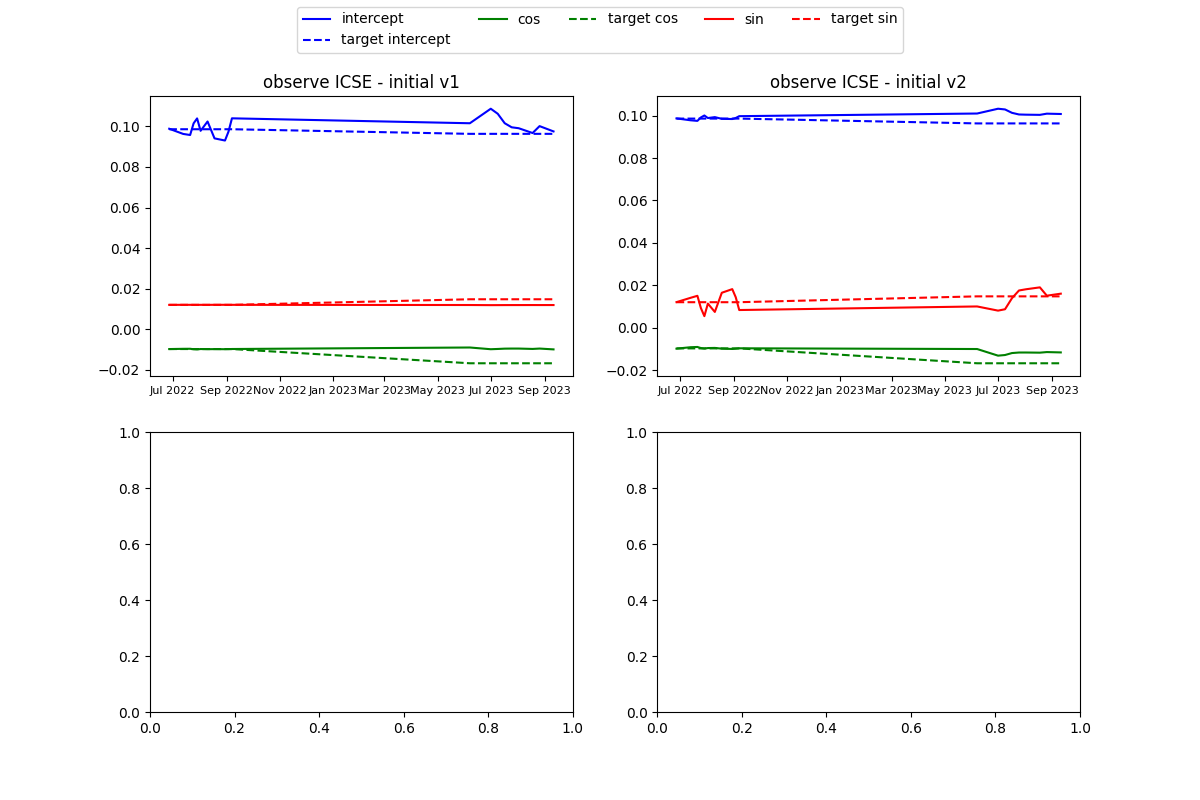 intercept cos target cos sin target sin
target intercept
observe ICSE - initial v1 observe ICSE - initial v2
0.10 0.10
0.08 0.08
0.06 0.06
0.04 0.04
0.02 0.02
0.00 0.00
−0.02 −0.02
Jul 2022 Sep 2022 Nov 2022 Jan 2023 Mar 2023 May 2023 Jul 2023 Sep 2023 Jul 2022 Sep 2022 Nov 2022 Jan 2023 Mar 2023 May 2023 Jul 2023 Sep 2023
1.0 1.0
0.8 0.8
0.6 0.6
0.4 0.4
0.2 0.2
0.0 0.0
0.0 0.2 0.4 0.6 0.8 1.0 0.0 0.2 0.4 0.6 0.8 1.0